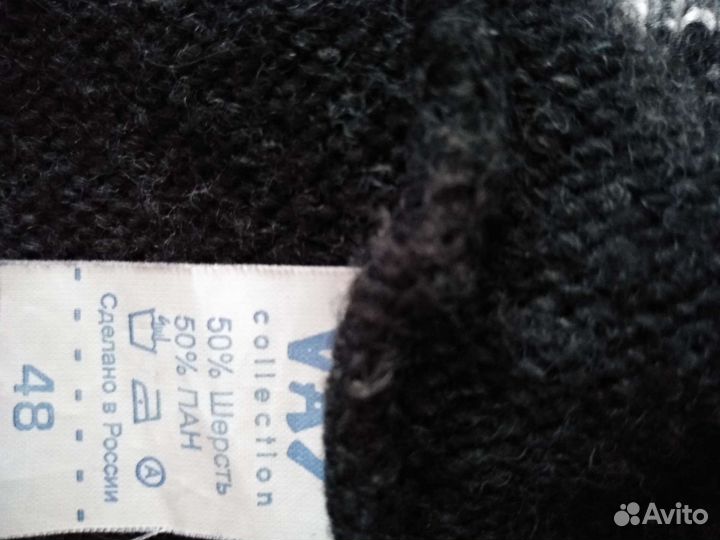 collection
50% Шерсть
50% ПАН
A
Сделано в России
48
Avito